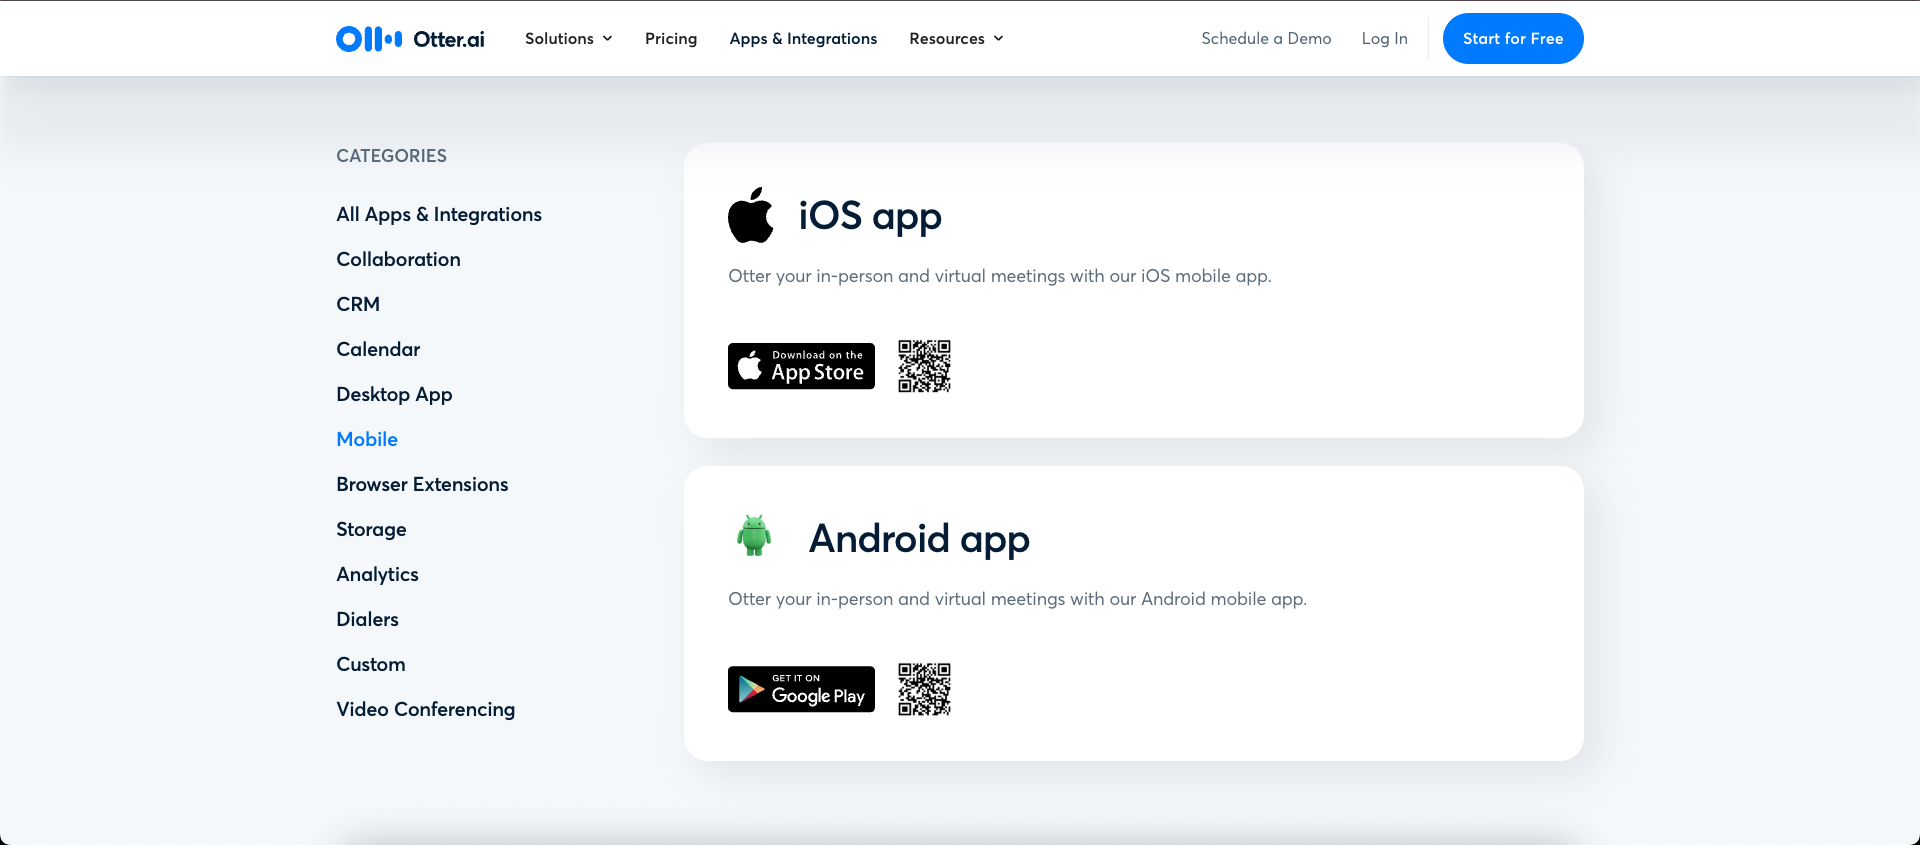 Otter.ai
Solutions
Pricing
Apps & Integrations
Resources
Schedule a Demo
Log In
Start for Free
CATEGORIES
All Apps & Integrations
Collaboration
CRM
Calendar
Desktop App
Mobile
Browser Extensions
Storage
Analytics
Dialers
Custom
Video Conferencing
iOS app
Otter your in-person and virtual meetings with our iOS mobile app.
Download on the
App Store
Android app
Otter your in-person and virtual meetings with our Android mobile app.
GET IT ON
Google Play